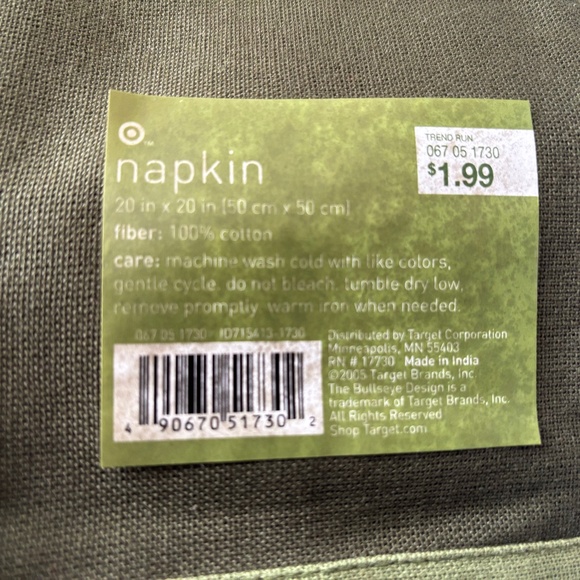 TM
napkin
20 in x 20 in (50 cm x 50 cm)
fiber: 100% cotton
care: machine wash cold with like colors,
gentle cycle. do not bleach. tumble dry low.
remove promptly. warm iron when needed.
TREND RUN
067 05 1730
$1.99
067 05 1730
4 90670 51730 2
Distributed by Target Corporation
Minneapolis, MN 55403
RN # 17730 Made in India
©2005 Target Brands, Inc.
The Bullseye Design is a
trademark of Target Brands, Inc.
All Rights Reserved
Shop Target.com